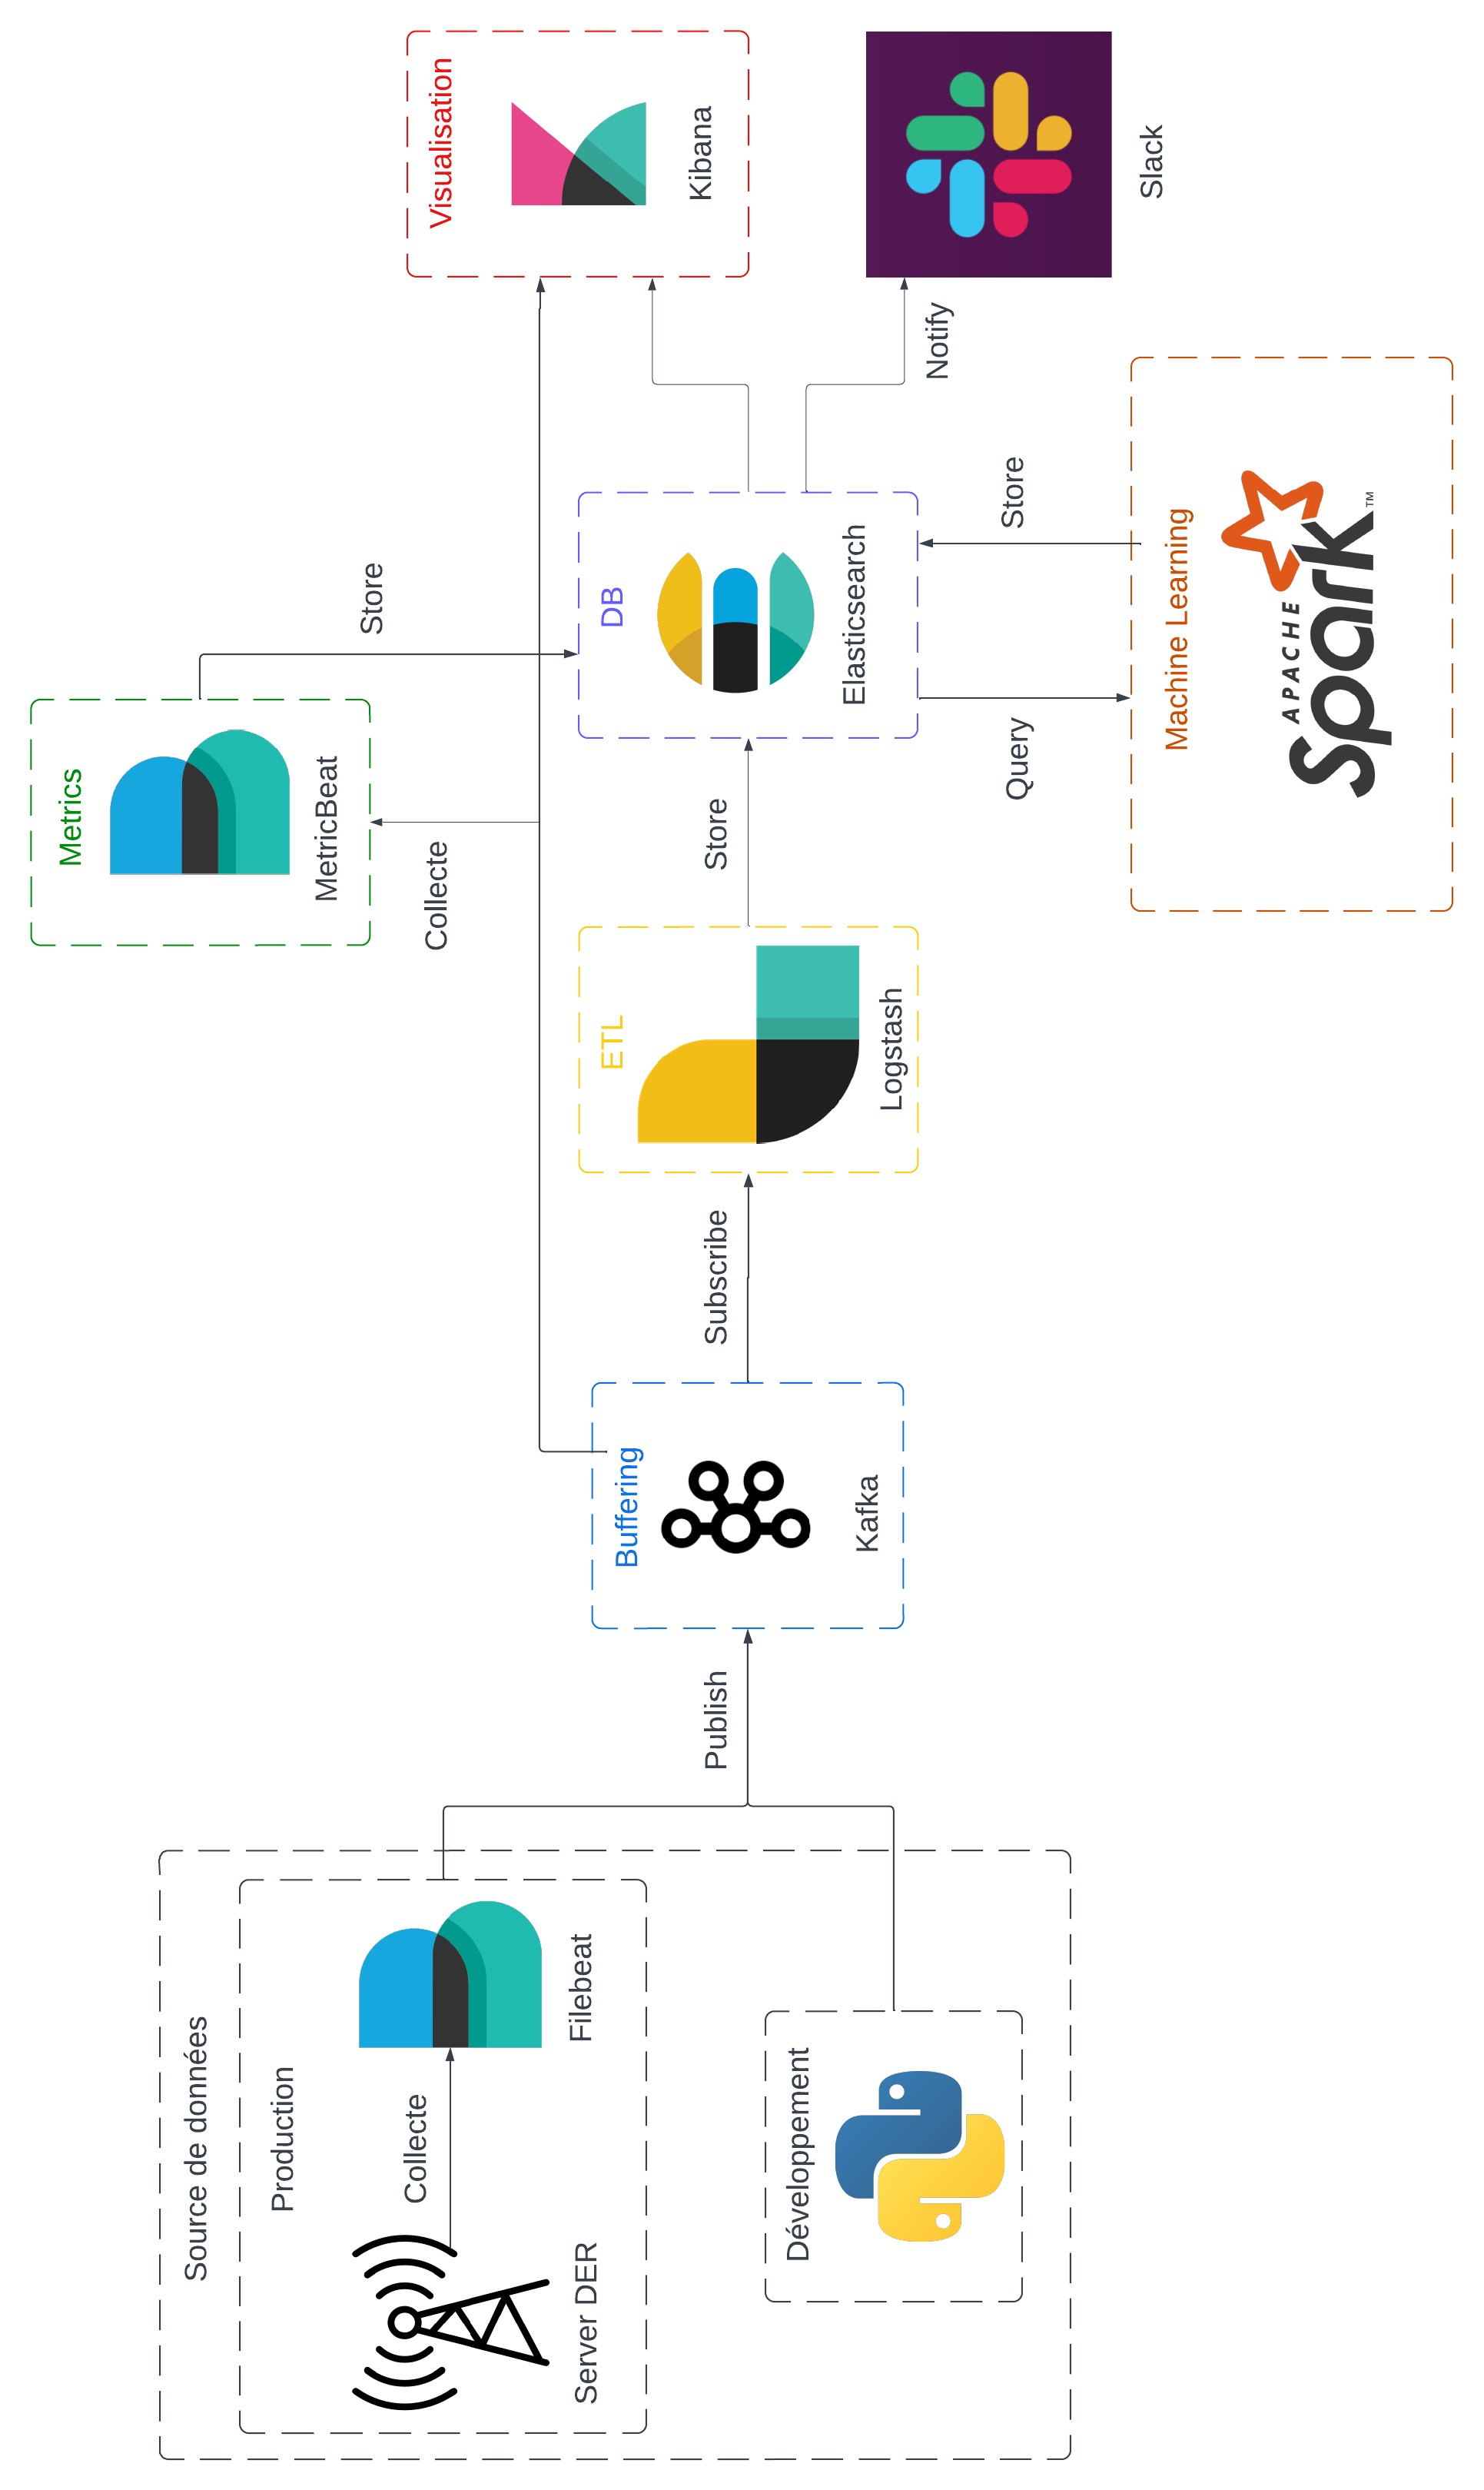 Source de données
Production
Collecte
Server DER
Filebeat
Développement
Publish
Buffering
Kafka
Subscribe
ETL
Logstash
Store
Metrics
MetricBeat
Collecte
Store
DB
Elasticsearch
Query
Store
Machine Learning
APACHE
Spark™
Visualisation
Kibana
Notify
Slack